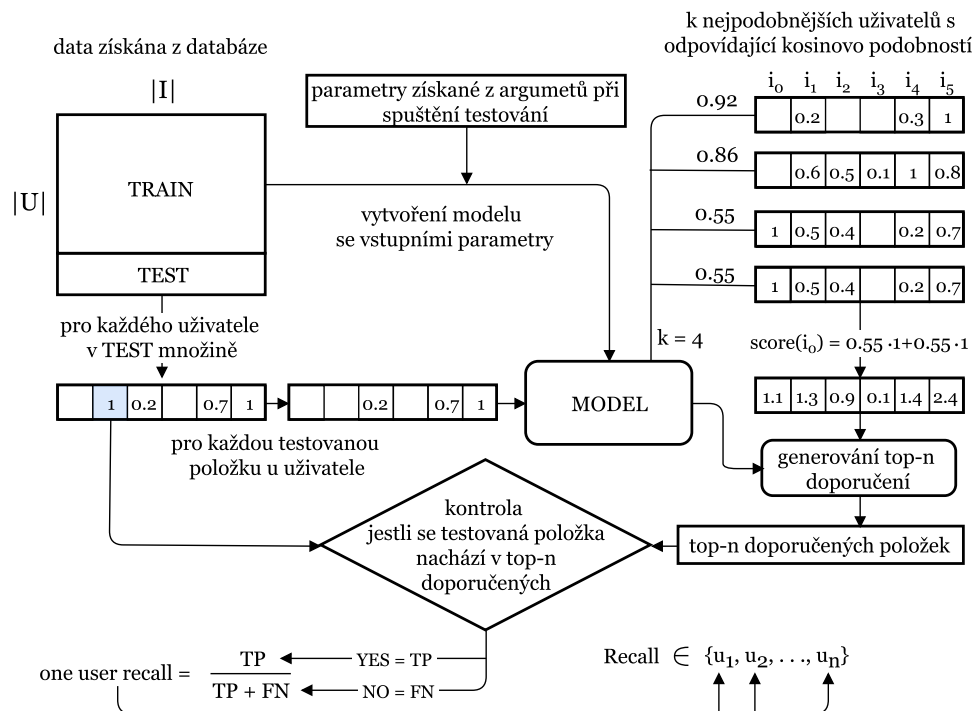 k nejpodobnějších uživatelů s
odpovídající kosinovo podobností
data získána z databáze
|I|
|U|
TRAIN
TEST
parametry získané z argumetů při
spuštění testování
vytvoření modelu
se vstupními parametry
i₀ i₁ i₂ i₃ i₄ i₅
0.92
0.2 0.3 1
0.86
0.6 0.5 0.1 1 0.8
0.55
1 0.5 0.4 0.2 0.7
0.55
1 0.5 0.4 0.2 0.7
pro každého uživatele
v TEST množině
k = 4
score(i₀) = 0.55 ·1+0.55 ·1
1 0.2 0.7 1
0.2 0.7 1
MODEL
1.1 1.3 0.9 0.1 1.4 2.4
pro každou testovanou
položku u uživatele
generování top-n
doporučení
kontrola
jestli se testovaná položka
nachází v top-n
doporučených
top-n doporučených položek
one user recall =
TP
TP + FN
YES = TP
NO = FN
Recall ∈ {u₁, u₂, . . ., uₙ}